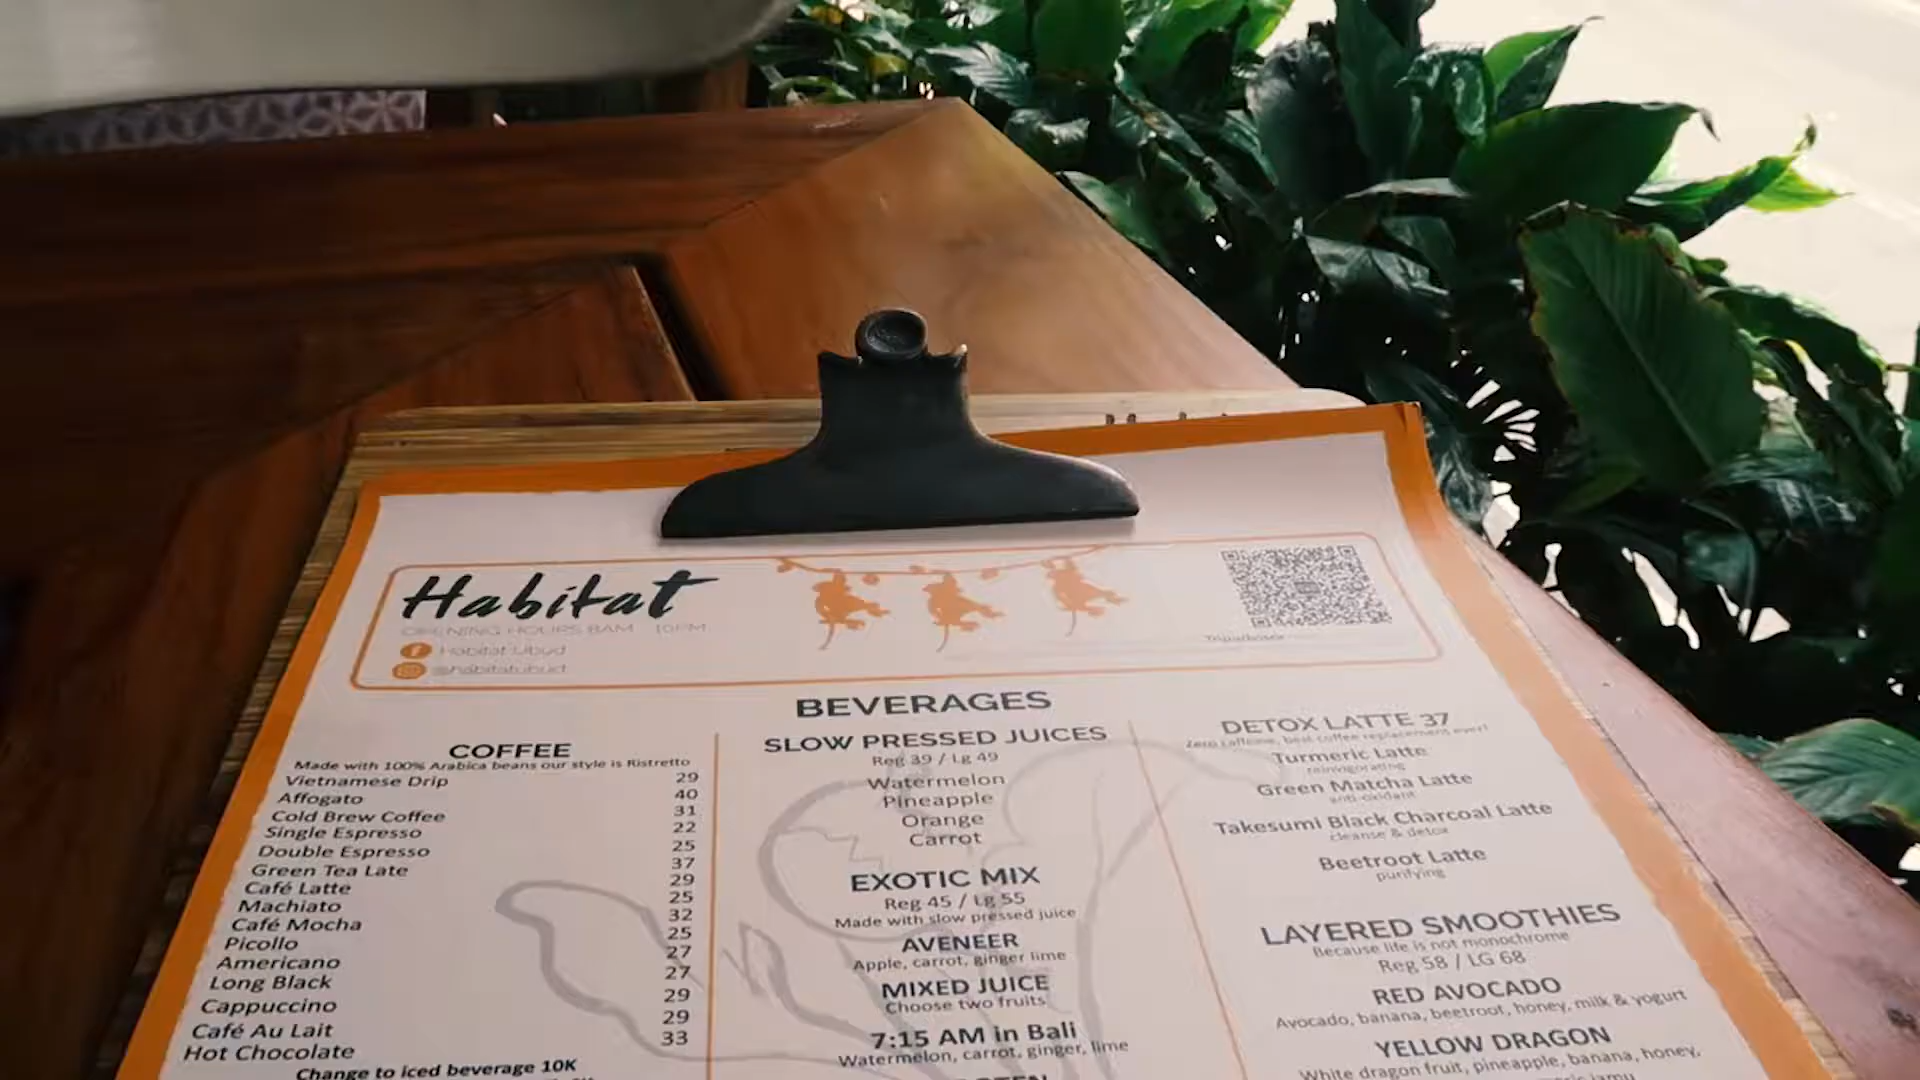 Habitat
OPENING HOURS 8AM 10PM
Habitat Ubud
@habitatubud
Tripadvisor
BEVERAGES
COFFEE
Made with 100% Arabica beans our style is Ristretto
Vietnamese Drip 29
Affogato 40
Cold Brew Coffee 31
Single Espresso 22
Double Espresso 25
Green Tea Late 37
Café Latte 29
Machiato 25
Café Mocha 32
Picollo 25
Americano 27
Long Black 27
Cappuccino 29
Café Au Lait 29
Hot Chocolate 33
Change to iced beverage 10K
SLOW PRESSED JUICES
Reg 39 / Lg 49
Watermelon
Pineapple
Orange
Carrot
EXOTIC MIX
Reg 45 / Lg 55
Made with slow pressed juice
AVENEER
Apple, carrot, ginger lime
MIXED JUICE
Choose two fruits
7:15 AM in Bali
Watermelon, carrot, ginger, lime
DETOX LATTE 37
Zero caffeine, best coffee replacement ever!
Turmeric Latte
reinvigorating
Green Matcha Latte
anti-oxidant
Takesumi Black Charcoal Latte
cleanse & detox
Beetroot Latte
purifying
LAYERED SMOOTHIES
Because life is not monochrome
Reg 58 / LG 68
RED AVOCADO
Avocado, banana, beetroot, honey, milk & yogurt
YELLOW DRAGON
White dragon fruit, pineapple, banana, honey,